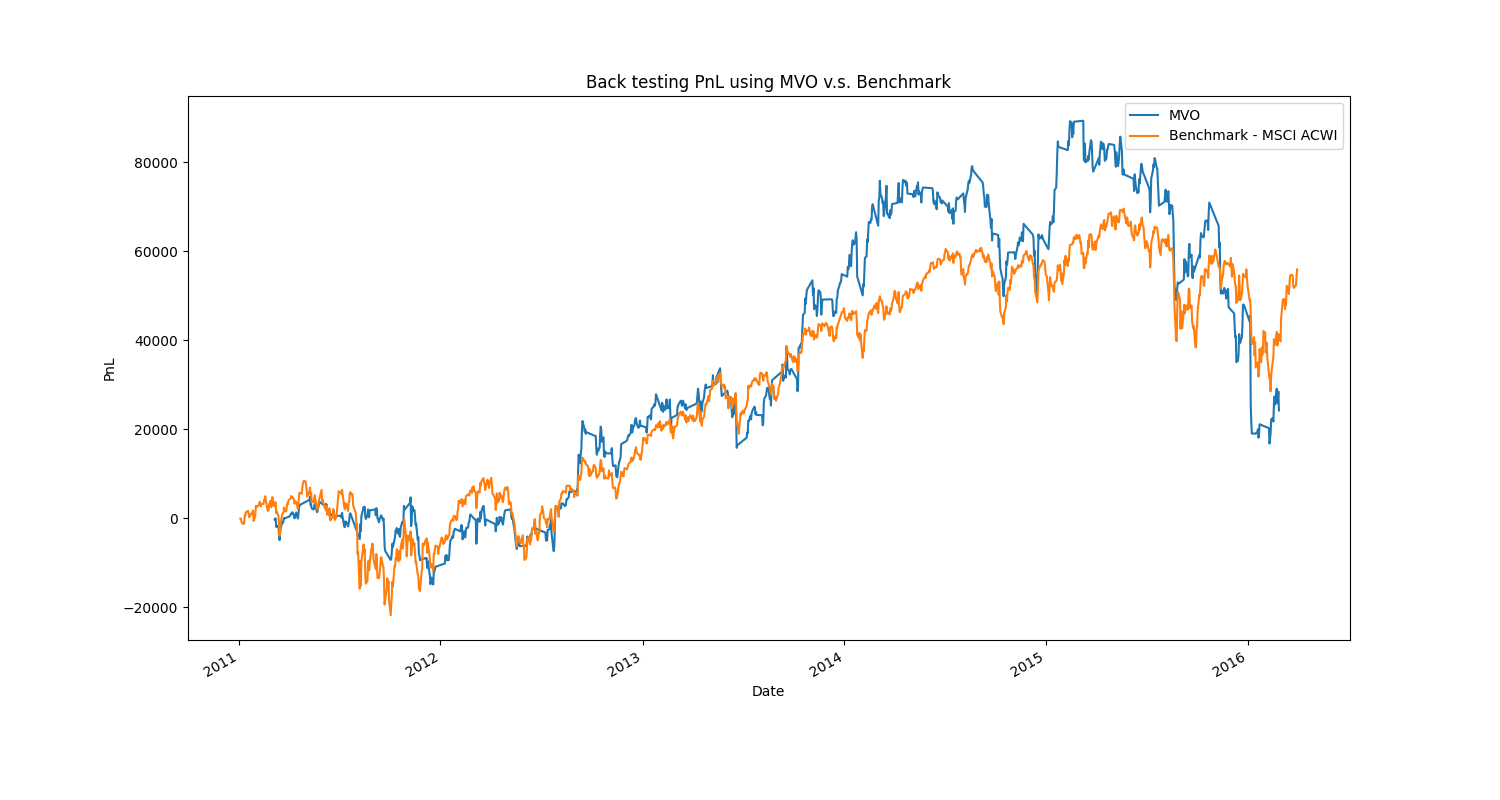 Back testing PnL using MVO v.s. Benchmark
MVO
Benchmark - MSCI ACWI
80000
60000
40000
20000
0
−20000
PnL
2011 2012 2013 2014 2015 2016
Date